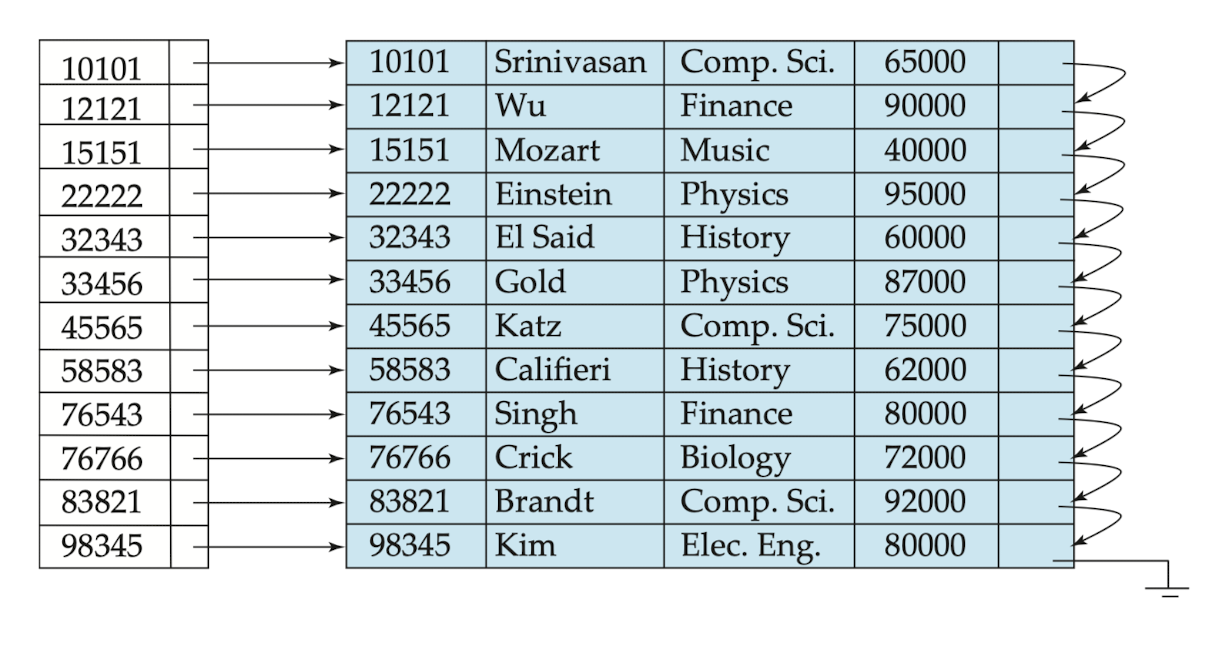 10101 10101 Srinivasan Comp. Sci. 65000
12121 12121 Wu Finance 90000
15151 15151 Mozart Music 40000
22222 22222 Einstein Physics 95000
32343 32343 El Said History 60000
33456 33456 Gold Physics 87000
45565 45565 Katz Comp. Sci. 75000
58583 58583 Califieri History 62000
76543 76543 Singh Finance 80000
76766 76766 Crick Biology 72000
83821 83821 Brandt Comp. Sci. 92000
98345 98345 Kim Elec. Eng. 80000